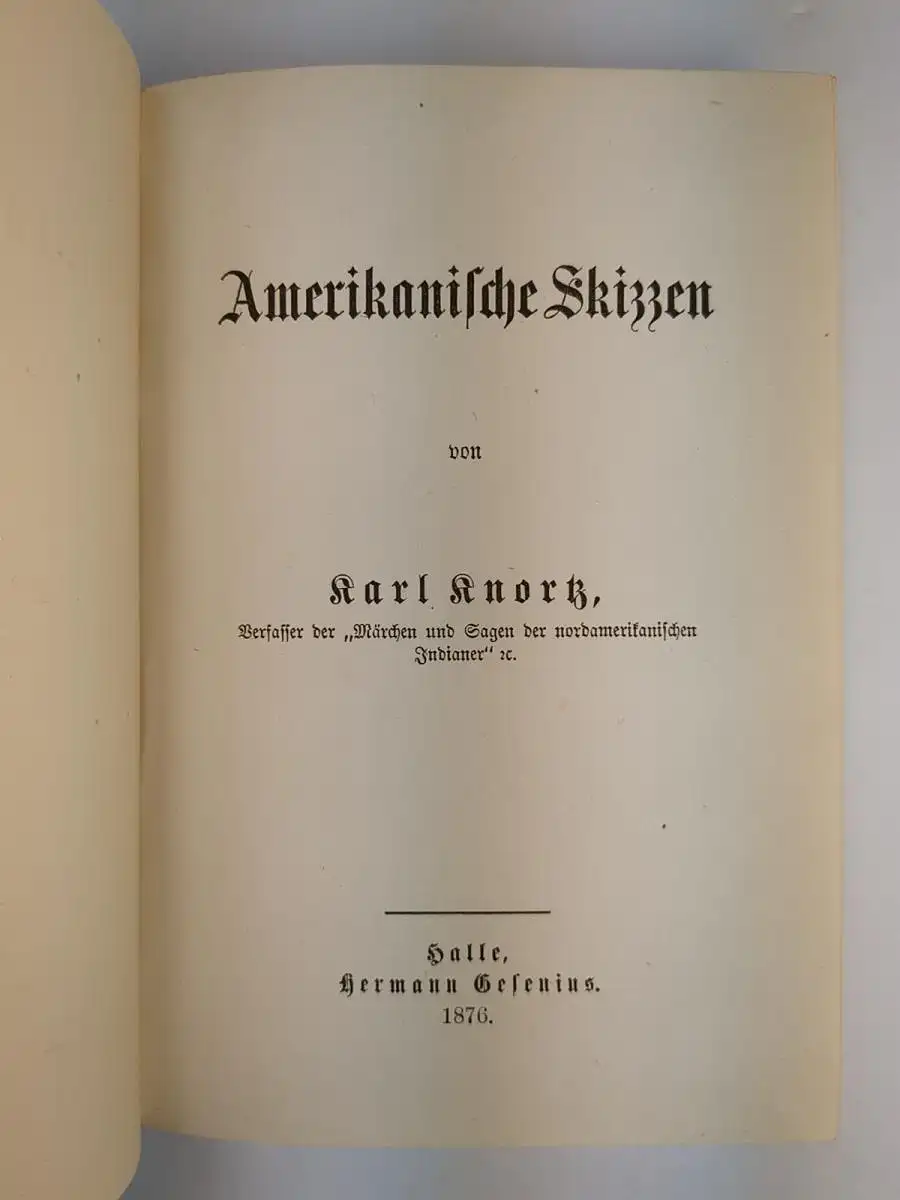 Amerikaniſche Skizzen
von
Karl Knortz,
Verfaſſer der „Märchen und Sagen der nordamerikaniſchen
Indianer“ ꝛc.
Halle,
Hermann Geſenius.
1876.